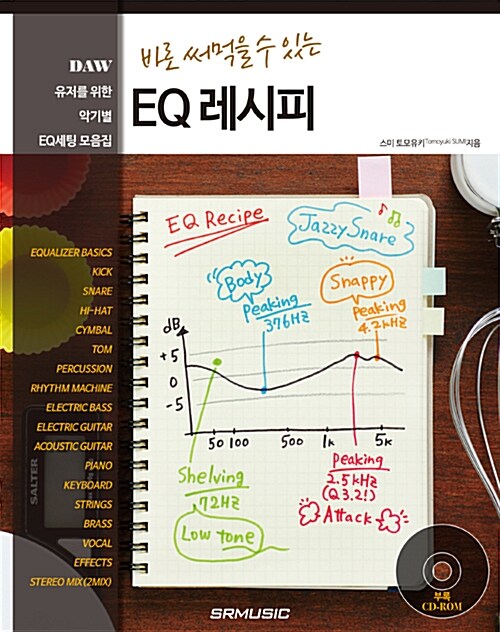 바로 써먹을 수 있는
DAW
유저를 위한
악기별
EQ세팅 모음집
EQ 레시피
스미 토모유키 Tomoyuki SUMI 지음
EQ Recipe
Jazzy Snare
EQUALIZER BASICS
KICK
SNARE
HI-HAT
CYMBAL
TOM
PERCUSSION
RHYTHM MACHINE
ELECTRIC BASS
ELECTRIC GUITAR
ACOUSTIC GUITAR
PIANO
KEYBOARD
STRINGS
BRASS
VOCAL
EFFECTS
STEREO MIX (2MIX)
Body
Peaking
376Hz
Snappy
Peaking
4.2kHz
dB
+5
0
-5
50 100 500 1k 5k
Shelving
72Hz
Low tone
Peaking
2.5kHz
(Q3.2!)
Attack
SALTER
부록
CD-ROM
SRMUSIC